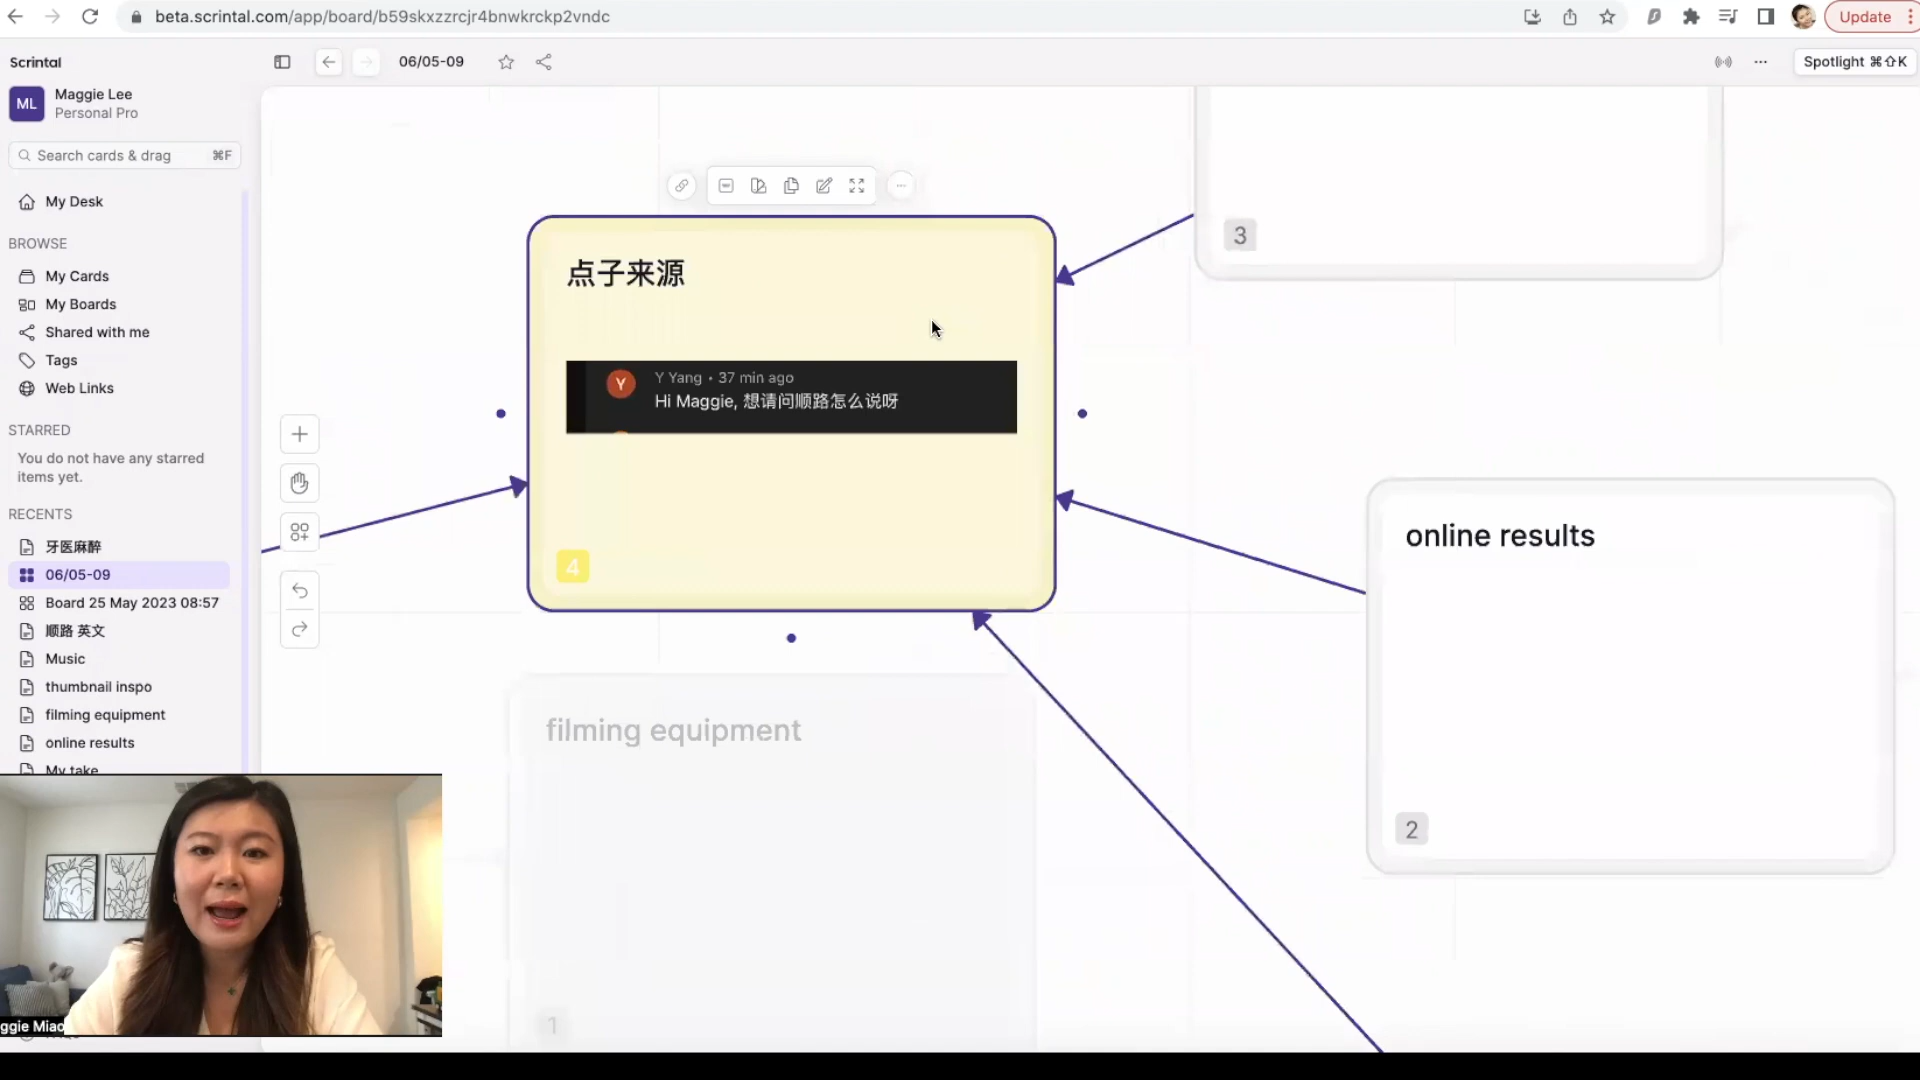 beta.scrintal.com/app/board/b59skxzzrcjr4bnwkrckp2vndc
Update
Scrintal
06/05-09
Spotlight ⌘⇧K
ML
Maggie Lee
Personal Pro
Search cards & drag ⌘F
My Desk
BROWSE
My Cards
My Boards
Shared with me
Tags
Web Links
STARRED
You do not have any starred
items yet.
RECENTS
牙医麻醉
06/05-09
Board 25 May 2023 08:57
顺路 英文
Music
thumbnail inspo
filming equipment
online results
My take
ggie Miao
点子来源
Y
Y Yang • 37 min ago
Hi Maggie, 想请问顺路怎么说呀
4
3
online results
2
filming equipment
1